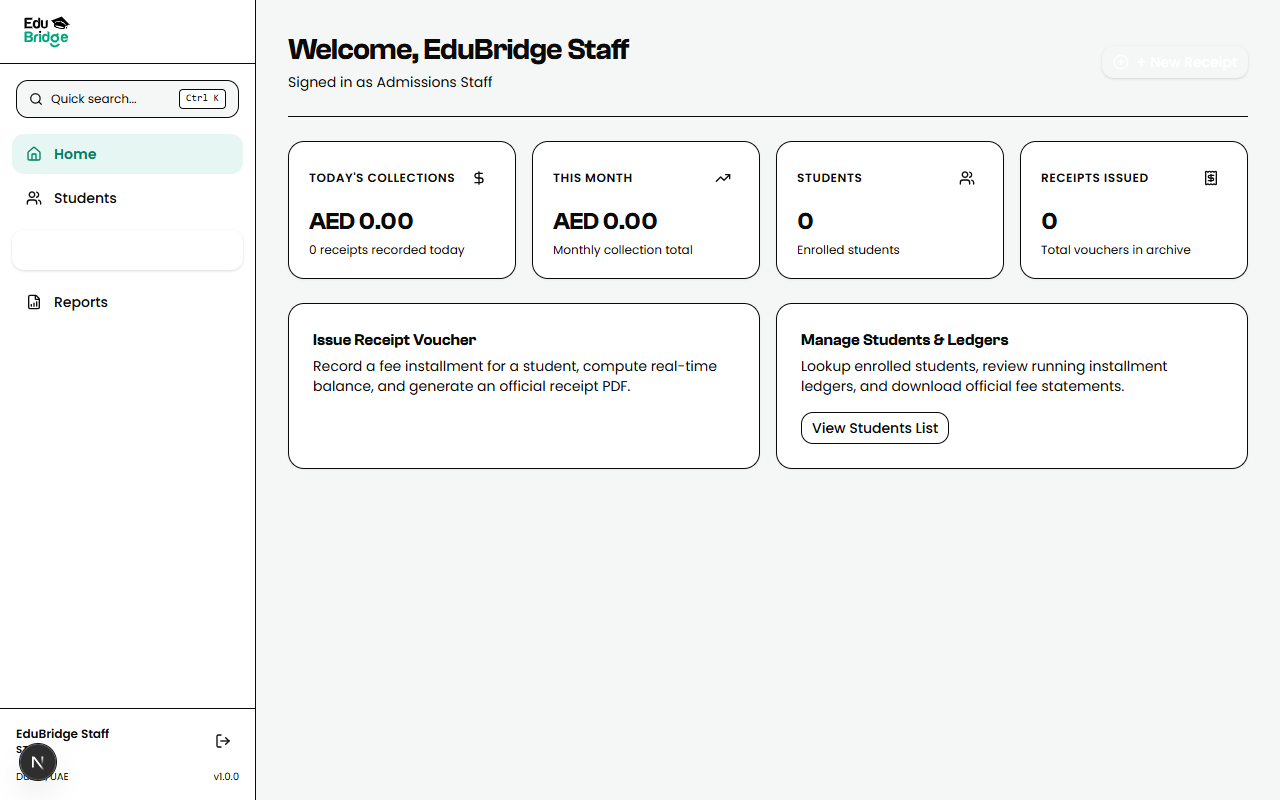 Edu
Bridge
Quick search...
Ctrl K
Home
Students
Reports
EduBridge Staff
N
UAE
v1.0.0
Welcome, EduBridge Staff
Signed in as Admissions Staff
+ New Receipt
TODAY'S COLLECTIONS
AED 0.00
0 receipts recorded today
THIS MONTH
AED 0.00
Monthly collection total
STUDENTS
0
Enrolled students
RECEIPTS ISSUED
0
Total vouchers in archive
Issue Receipt Voucher
Record a fee installment for a student, compute real-time
balance, and generate an official receipt PDF.
Manage Students & Ledgers
Lookup enrolled students, review running installment
ledgers, and download official fee statements.
View Students List